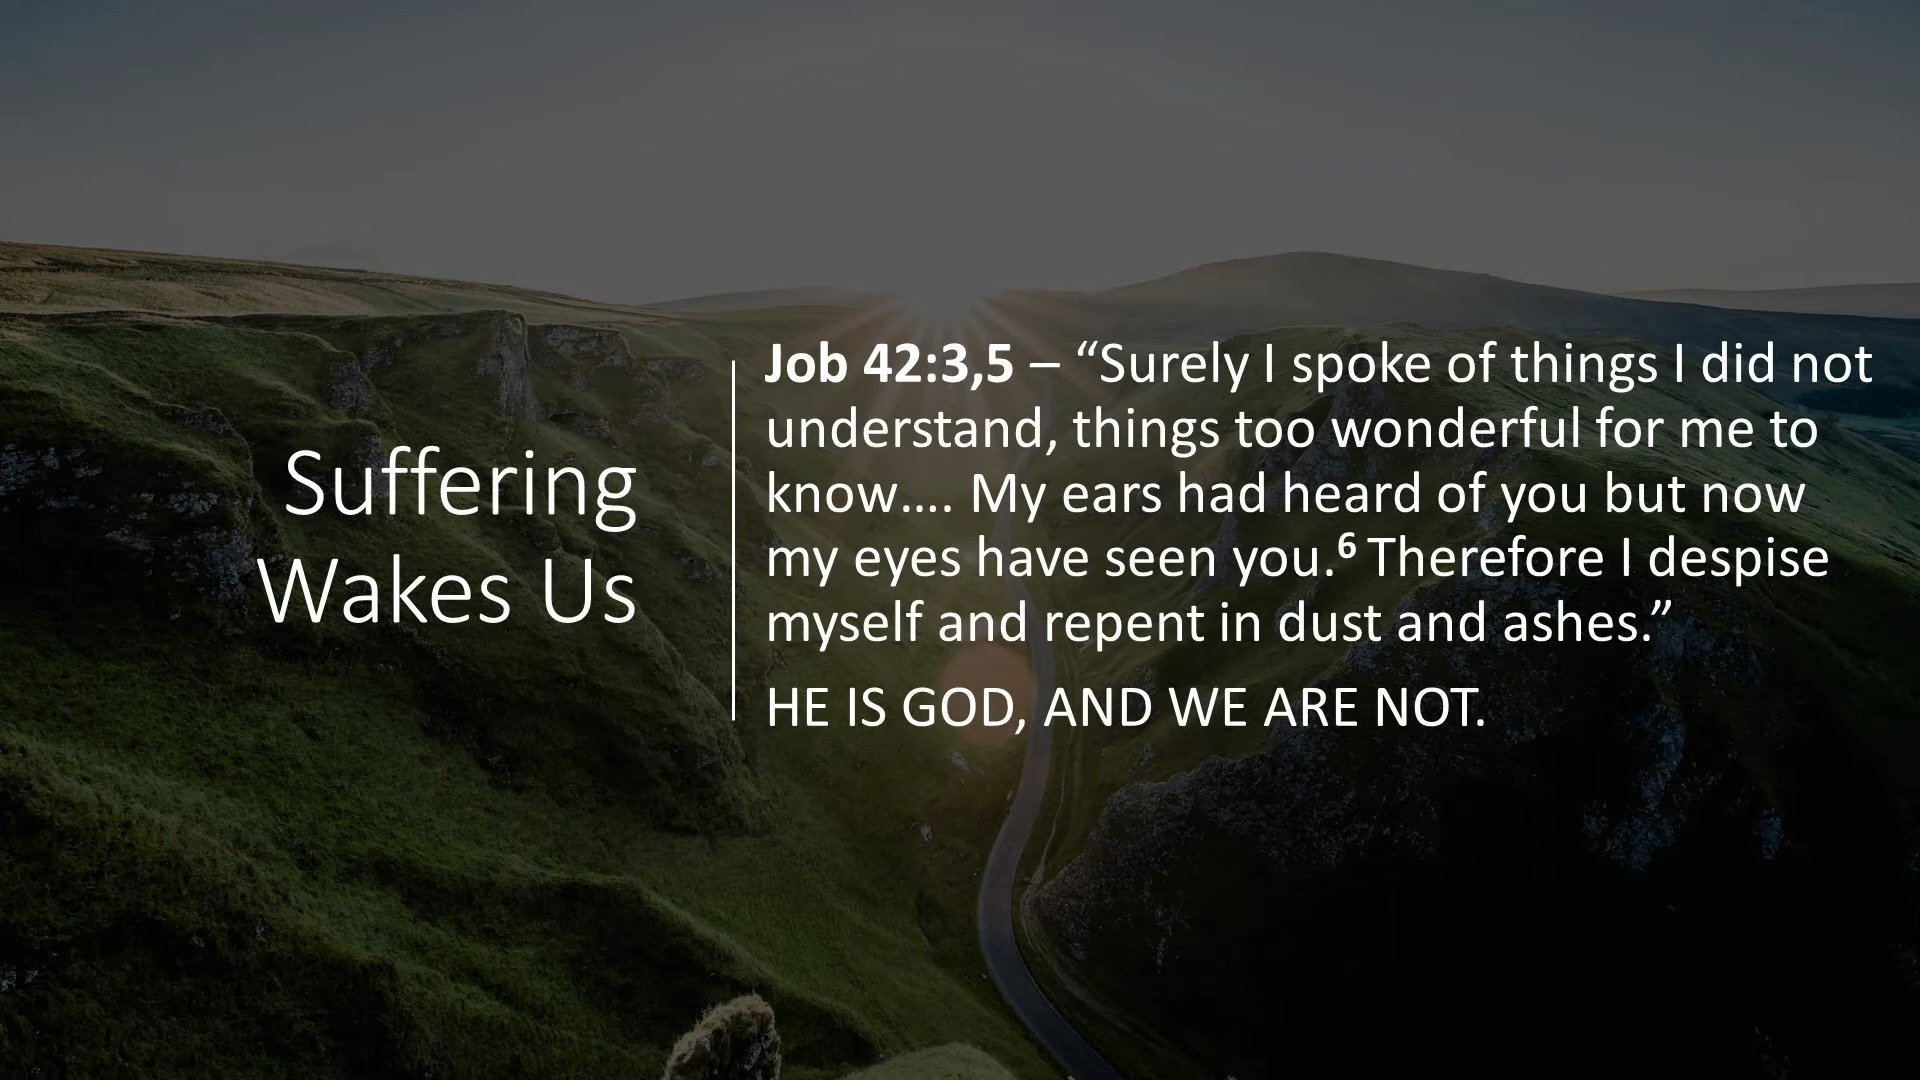 Suffering
Wakes Us
Job 42:3,5 – “Surely I spoke of things I did not
understand, things too wonderful for me to
know…. My ears had heard of you but now
my eyes have seen you.⁶ Therefore I despise
myself and repent in dust and ashes.”
HE IS GOD, AND WE ARE NOT.